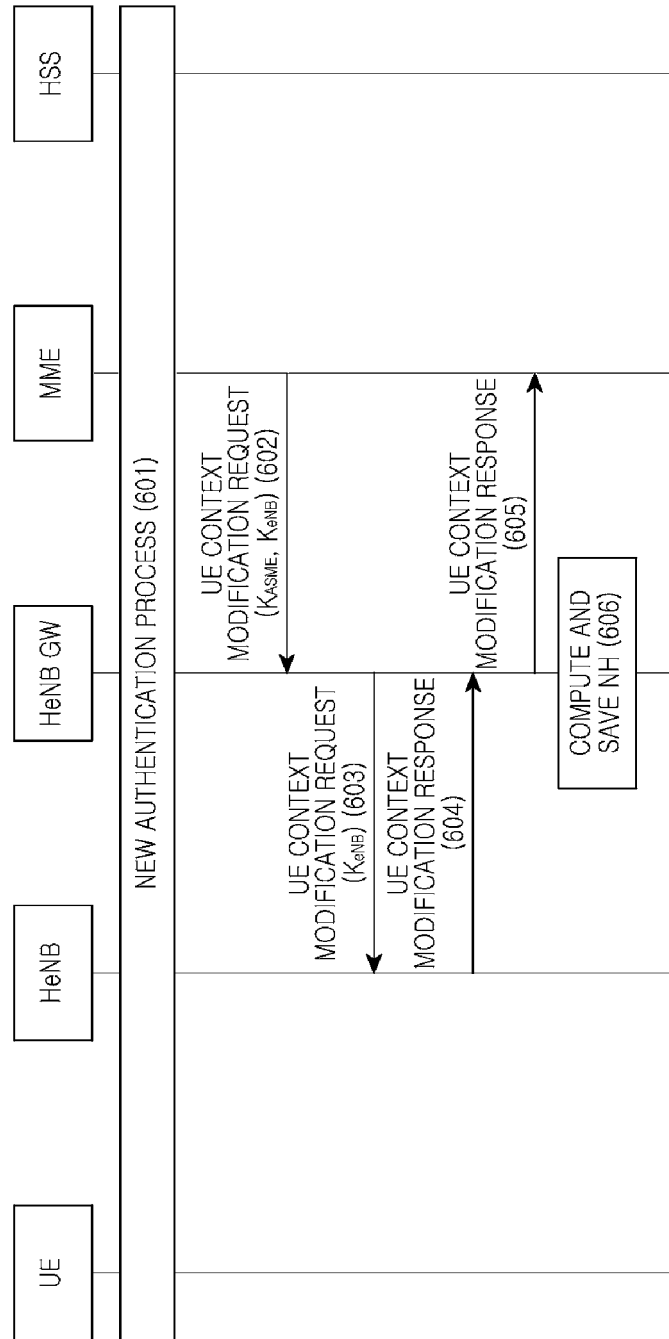 UE
HeNB
HeNB GW
MME
HSS
NEW AUTHENTICATION PROCESS (601)
UE CONTEXT
MODIFICATION REQUEST
(KASME, KeNB) (602)
UE CONTEXT
MODIFICATION REQUEST
(KeNB) (603)
UE CONTEXT
MODIFICATION RESPONSE
(604)
UE CONTEXT
MODIFICATION RESPONSE
(605)
COMPUTE AND
SAVE NH (606)